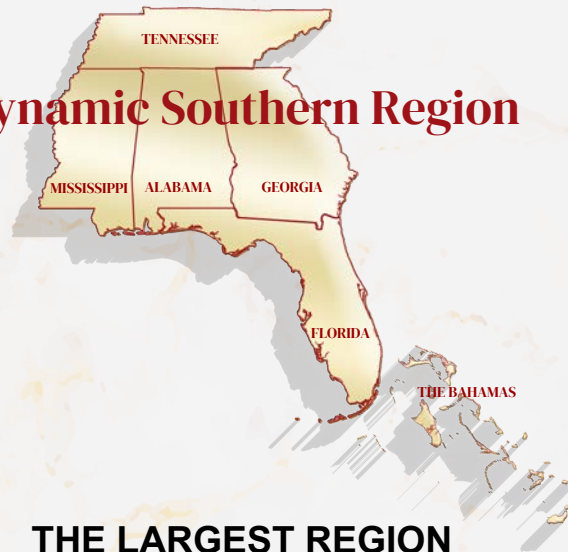 TENNESSEE
ynamic Southern Region
MISSISSIPPI ALABAMA GEORGIA
FLORIDA
THE BAHAMAS
THE LARGEST REGION